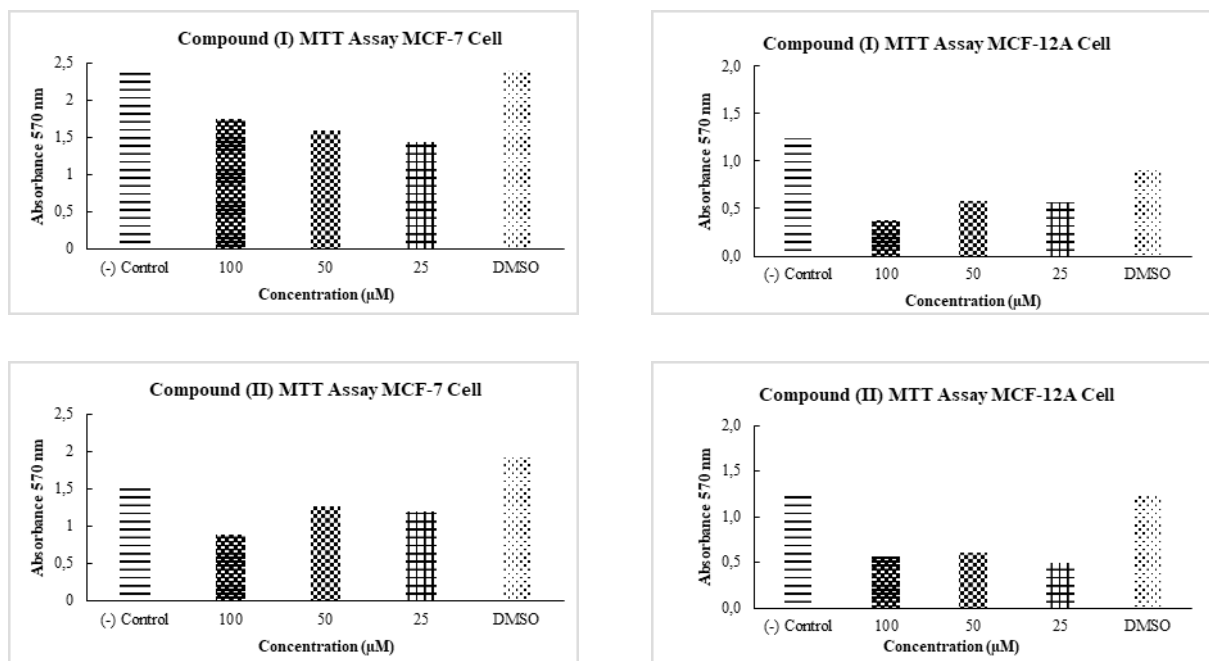 Compound (I) MTT Assay MCF-7 Cell
Absorbance 570 nm
2,5
2
1,5
1
0,5
0
(-) Control 100 50 25 DMSO
Concentration (µM)
Compound (I) MTT Assay MCF-12A Cell
Absorbance 570 nm
2,0
1,5
1,0
0,5
0,0
(-) Control 100 50 25 DMSO
Concentration (µM)
Compound (II) MTT Assay MCF-7 Cell
Absorbance 570 nm
2,5
2
1,5
1
0,5
0
(-) Control 100 50 25 DMSO
Concentration (µM)
Compound (II) MTT Assay MCF-12A Cell
Absorbance 570 nm
2,0
1,5
1,0
0,5
0,0
(-) Control 100 50 25 DMSO
Concentration (µM)